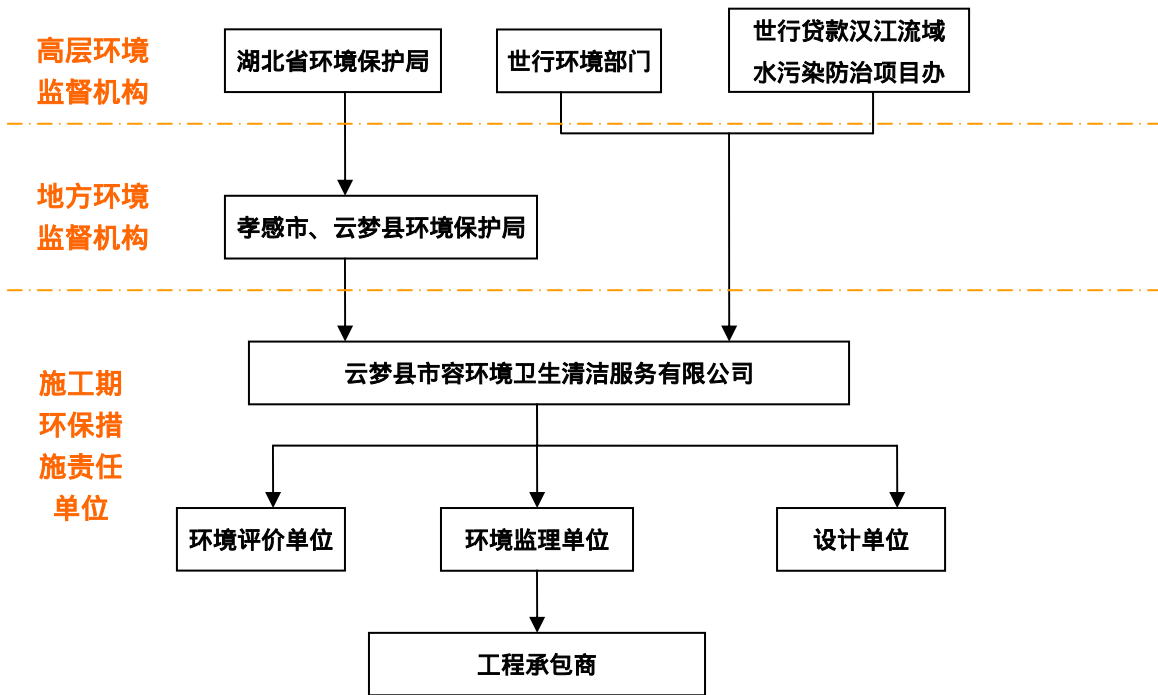 高层环境
监督机构
湖北省环境保护局
世行环境部门
世行贷款汉江流域
水污染防治项目办
地方环境
监督机构
孝感市、云梦县环境保护局
施工期
环保措
施责任
单位
云梦县市容环境卫生清洁服务有限公司
环境评价单位
环境监理单位
设计单位
工程承包商